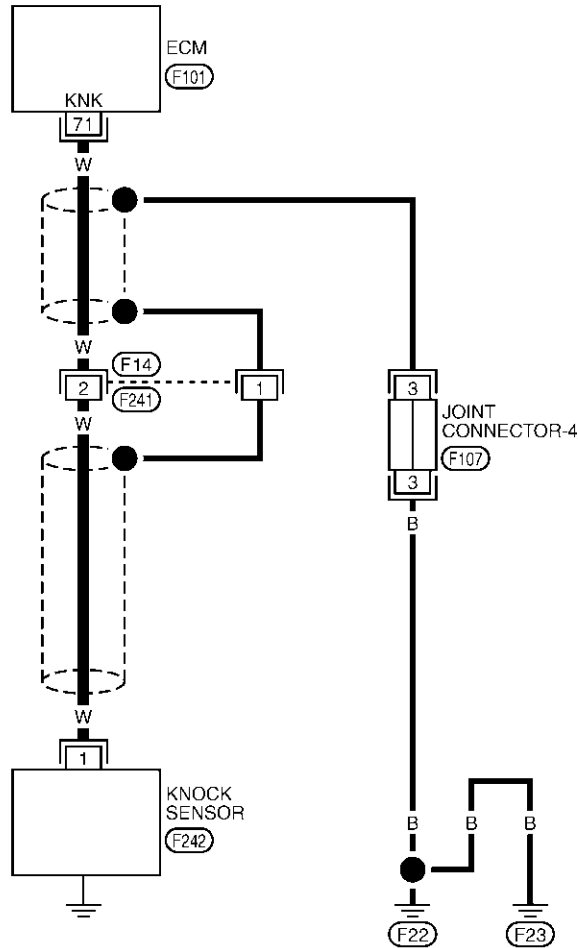 ECM
F101
KNK
71
W
W
F14
2
1
F241
W
3
JOINT
CONNECTOR-4
F107
3
B
W
1
KNOCK
SENSOR
F242
B
B
B
F22
F23